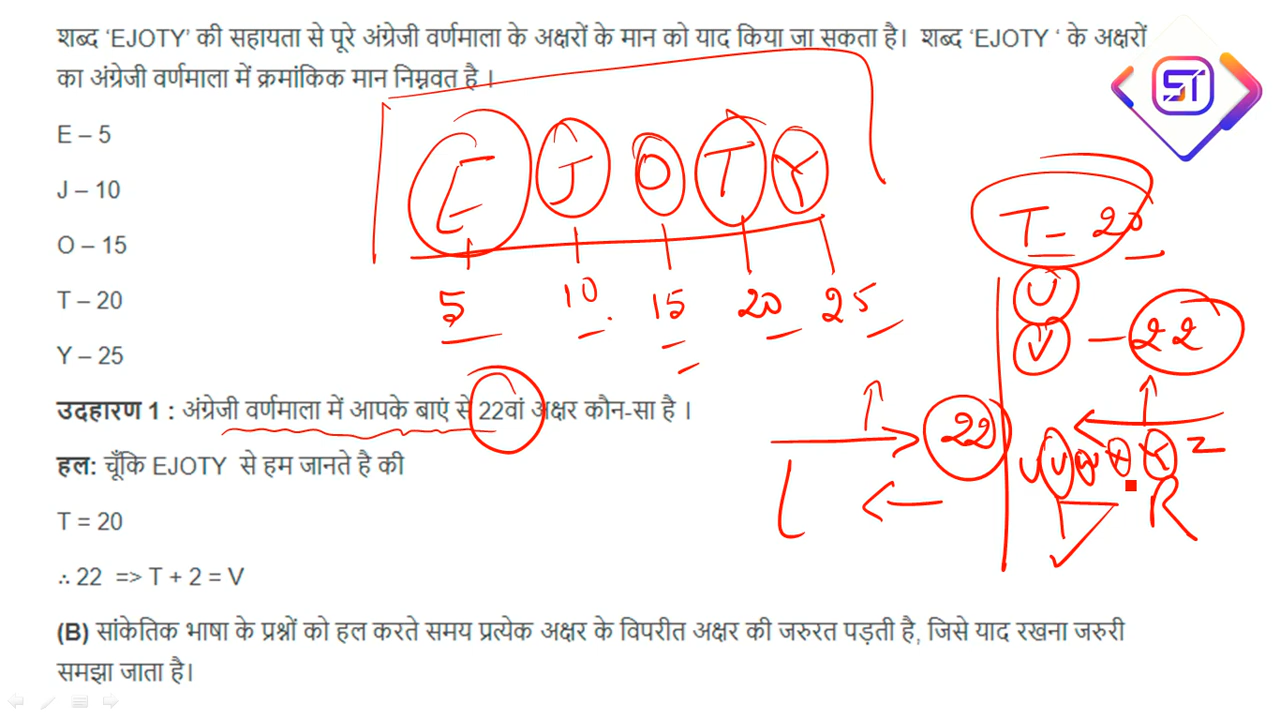 शब्द ‘EJOTY’ की सहायता से पूरे अंग्रेजी वर्णमाला के अक्षरों के मान को याद किया जा सकता है। शब्द ‘EJOTY ‘ के अक्षरों
का अंग्रेजी वर्णमाला में क्रमांकिक मान निम्नवत है ।
ST
E J O T Y
E – 5
J – 10
T – 20
O – 15
5 10 15 20 25
U
T – 20
V – 22
Y – 25
उदहारण 1 : अंग्रेजी वर्णमाला में आपके बाएं से 22वां अक्षर कौन-सा है ।
22
U V W X Y Z
हल: चूँकि EJOTY से हम जानते है की
L
R
T = 20
∴ 22 => T + 2 = V
(B) सांकेतिक भाषा के प्रश्नों को हल करते समय प्रत्येक अक्षर के विपरीत अक्षर की जरुरत पड़ती है, जिसे याद रखना जरुरी
समझा जाता है।